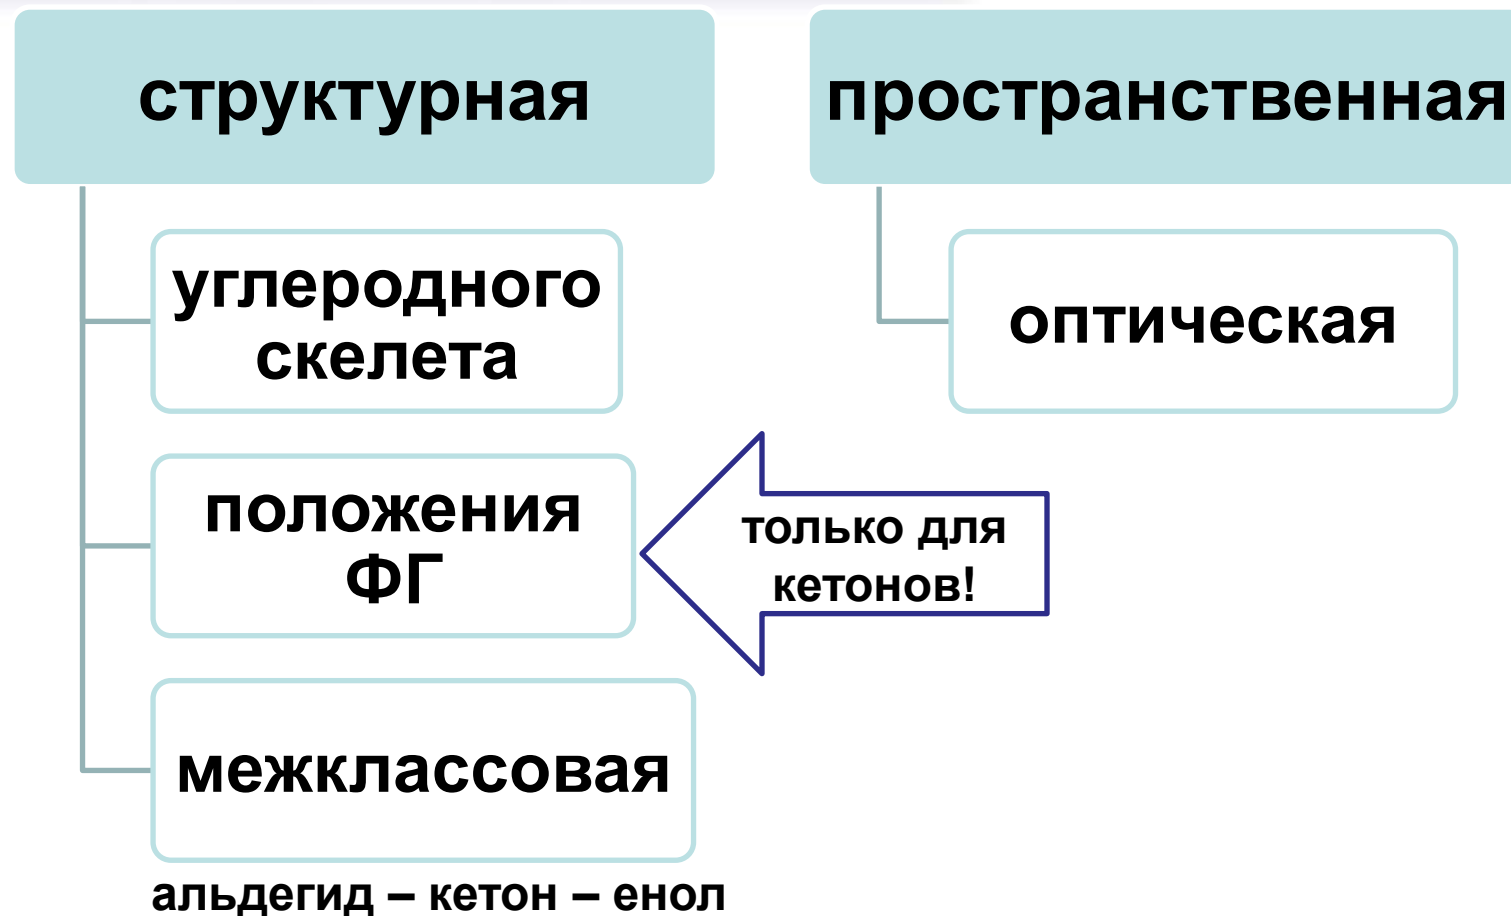 структурная
углеродного
скелета
положения
ФГ
только для
кетонов!
межклассовая
альдегид – кетон – енол
пространственная
оптическая